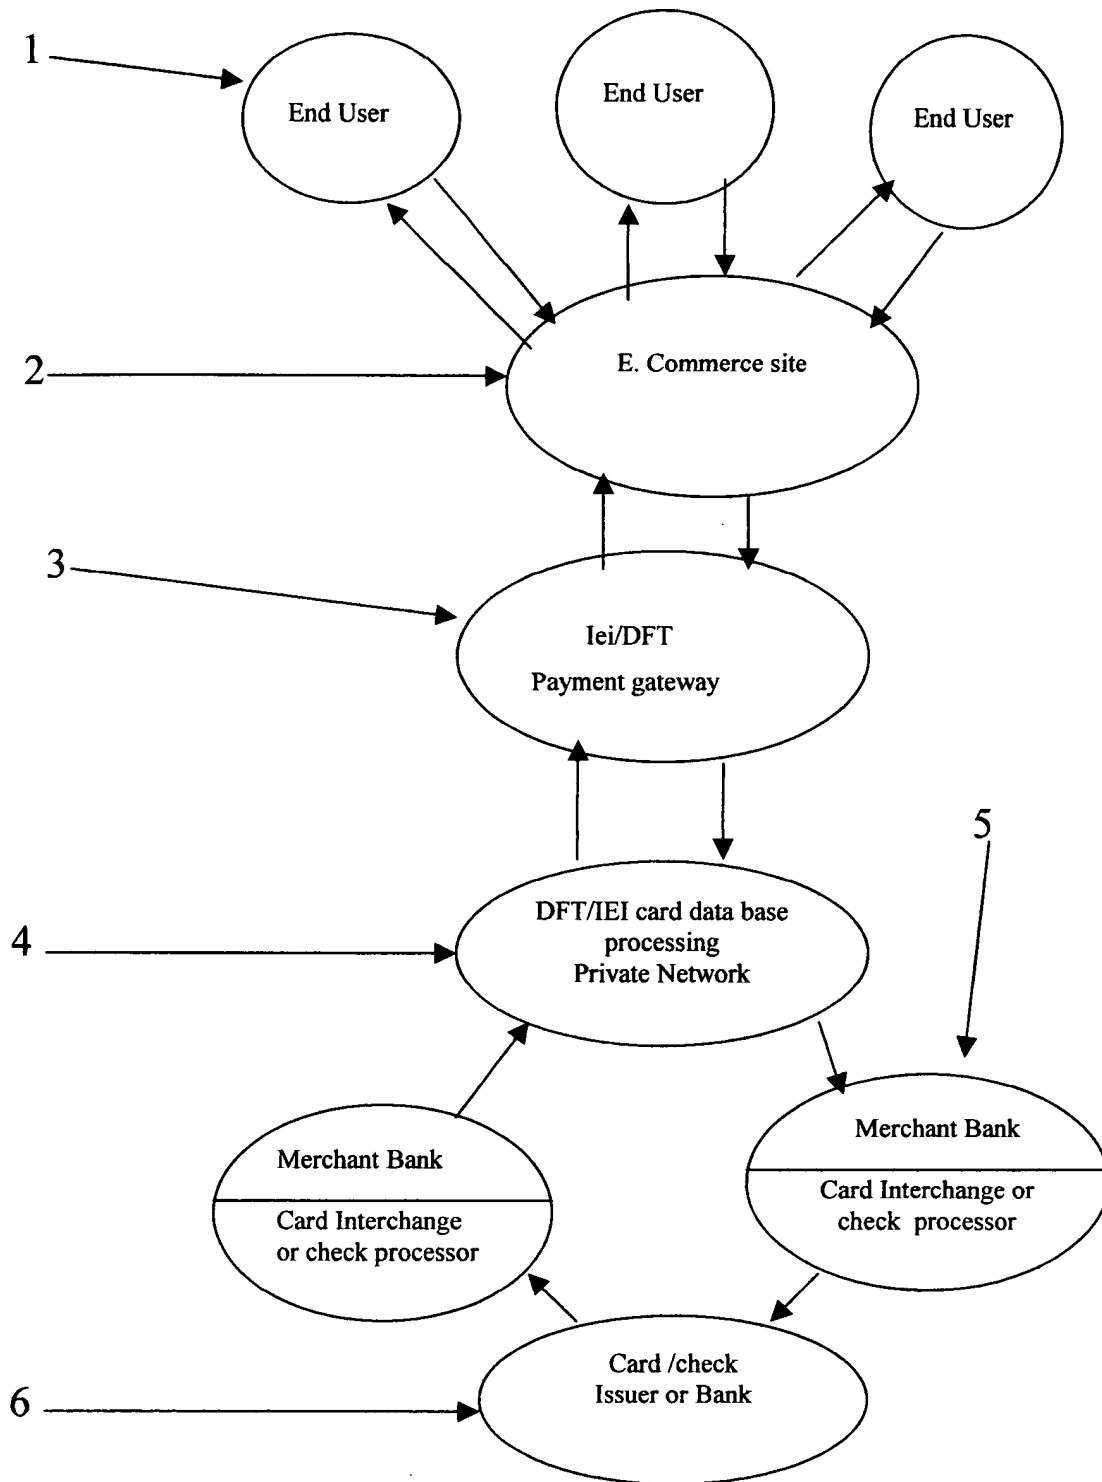 1
End User
End User
End User
2
E. Commerce site
3
Iei/DFT
Payment gateway
5
4
DFT/IEI card data base
processing
Private Network
Merchant Bank
Card Interchange
or check processor
Merchant Bank
Card Interchange or
check processor
Card /check
Issuer or Bank
6